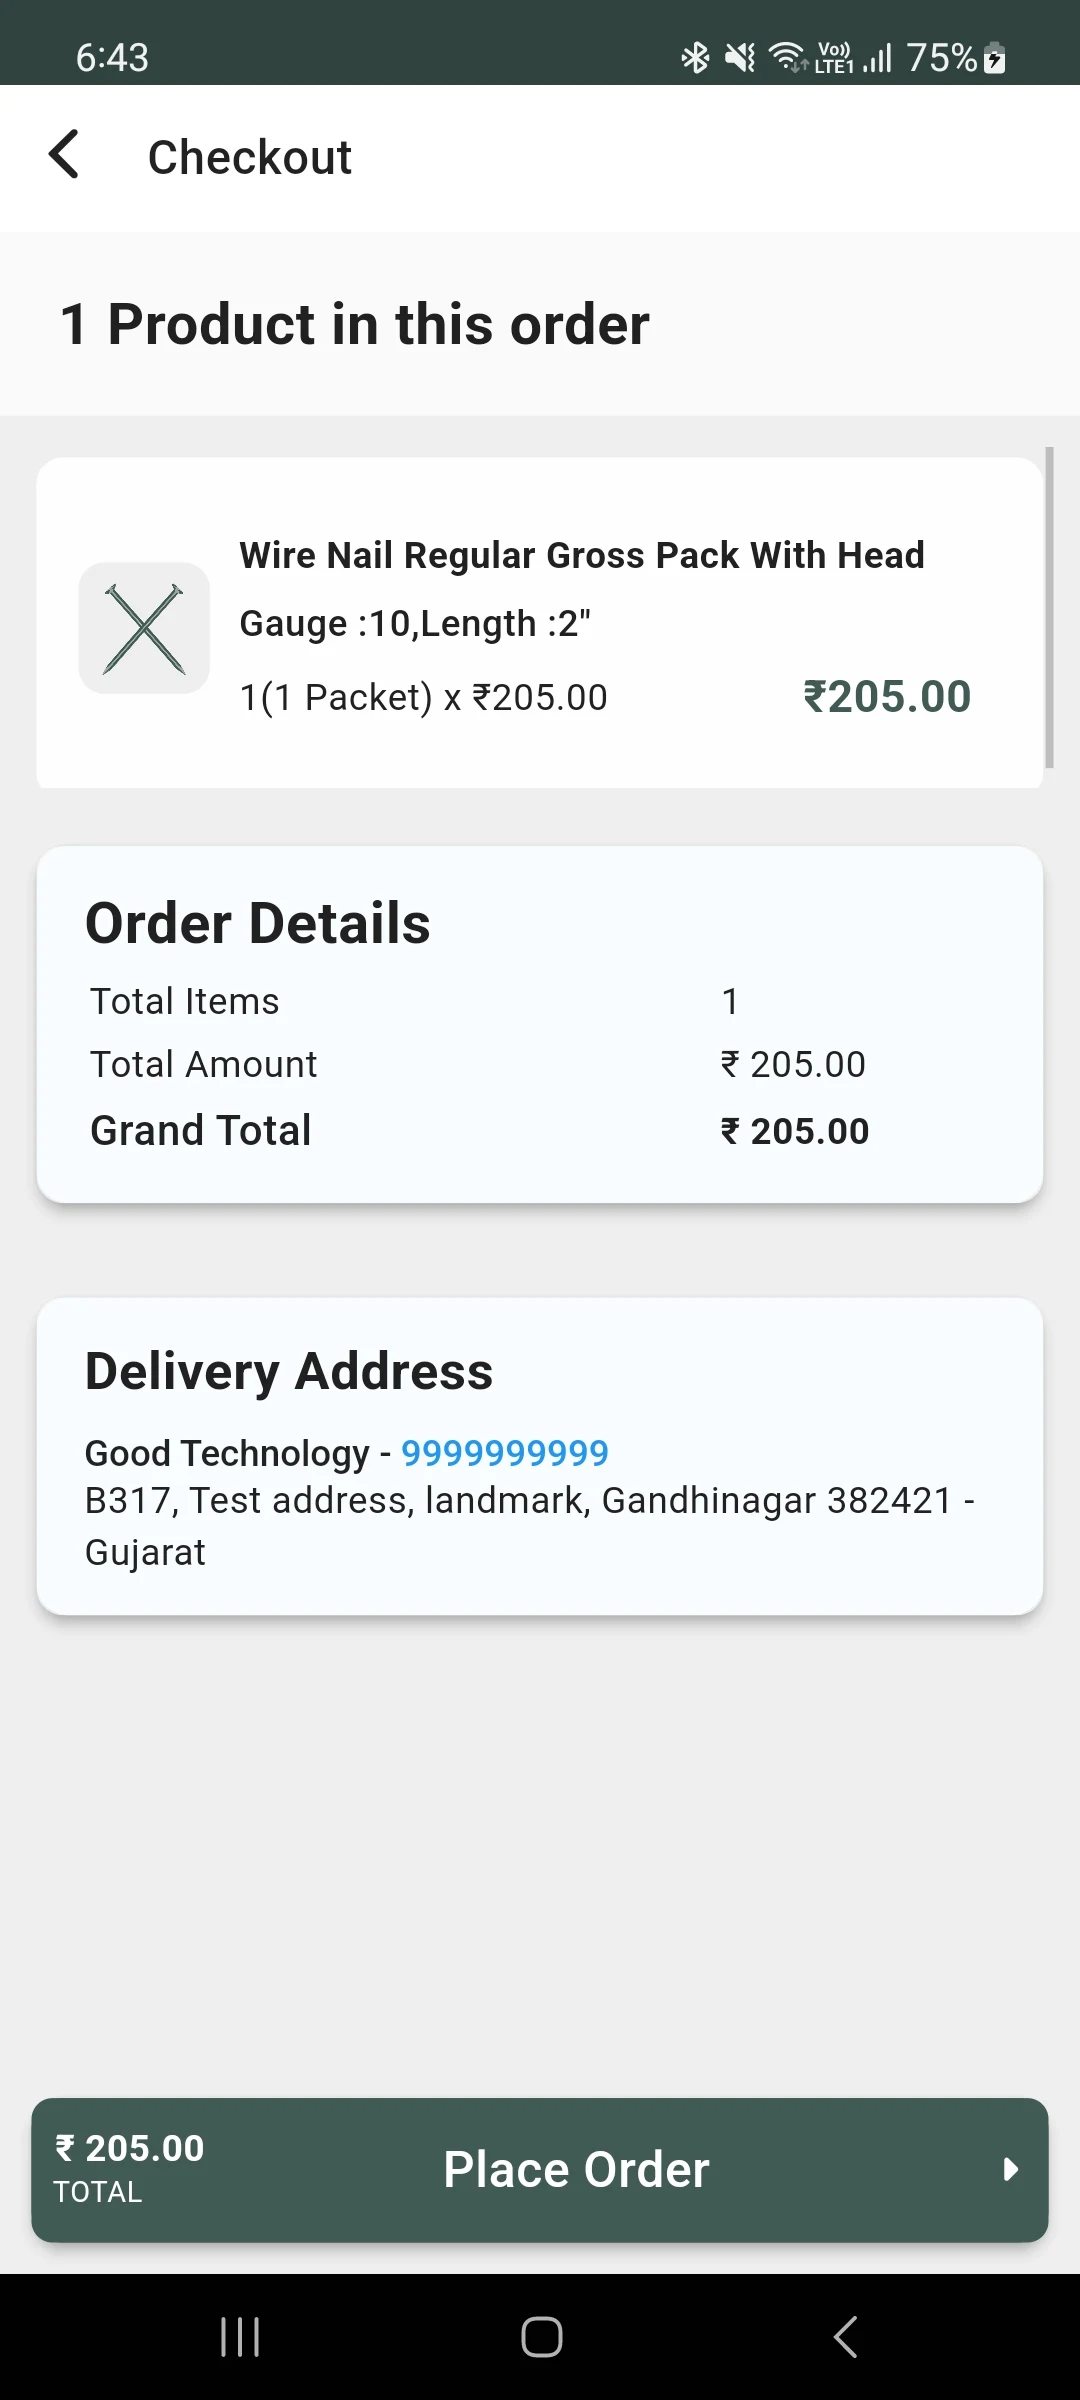 6:43
Vo)) LTE1 75%
Checkout
1 Product in this order
Wire Nail Regular Gross Pack With Head
Gauge :10,Length :2"
1(1 Packet) x ₹205.00 ₹205.00
Order Details
Total Items 1
Total Amount ₹ 205.00
Grand Total ₹ 205.00
Delivery Address
Good Technology - 9999999999
B317, Test address, landmark, Gandhinagar 382421 -
Gujarat
₹ 205.00
TOTAL
Place Order